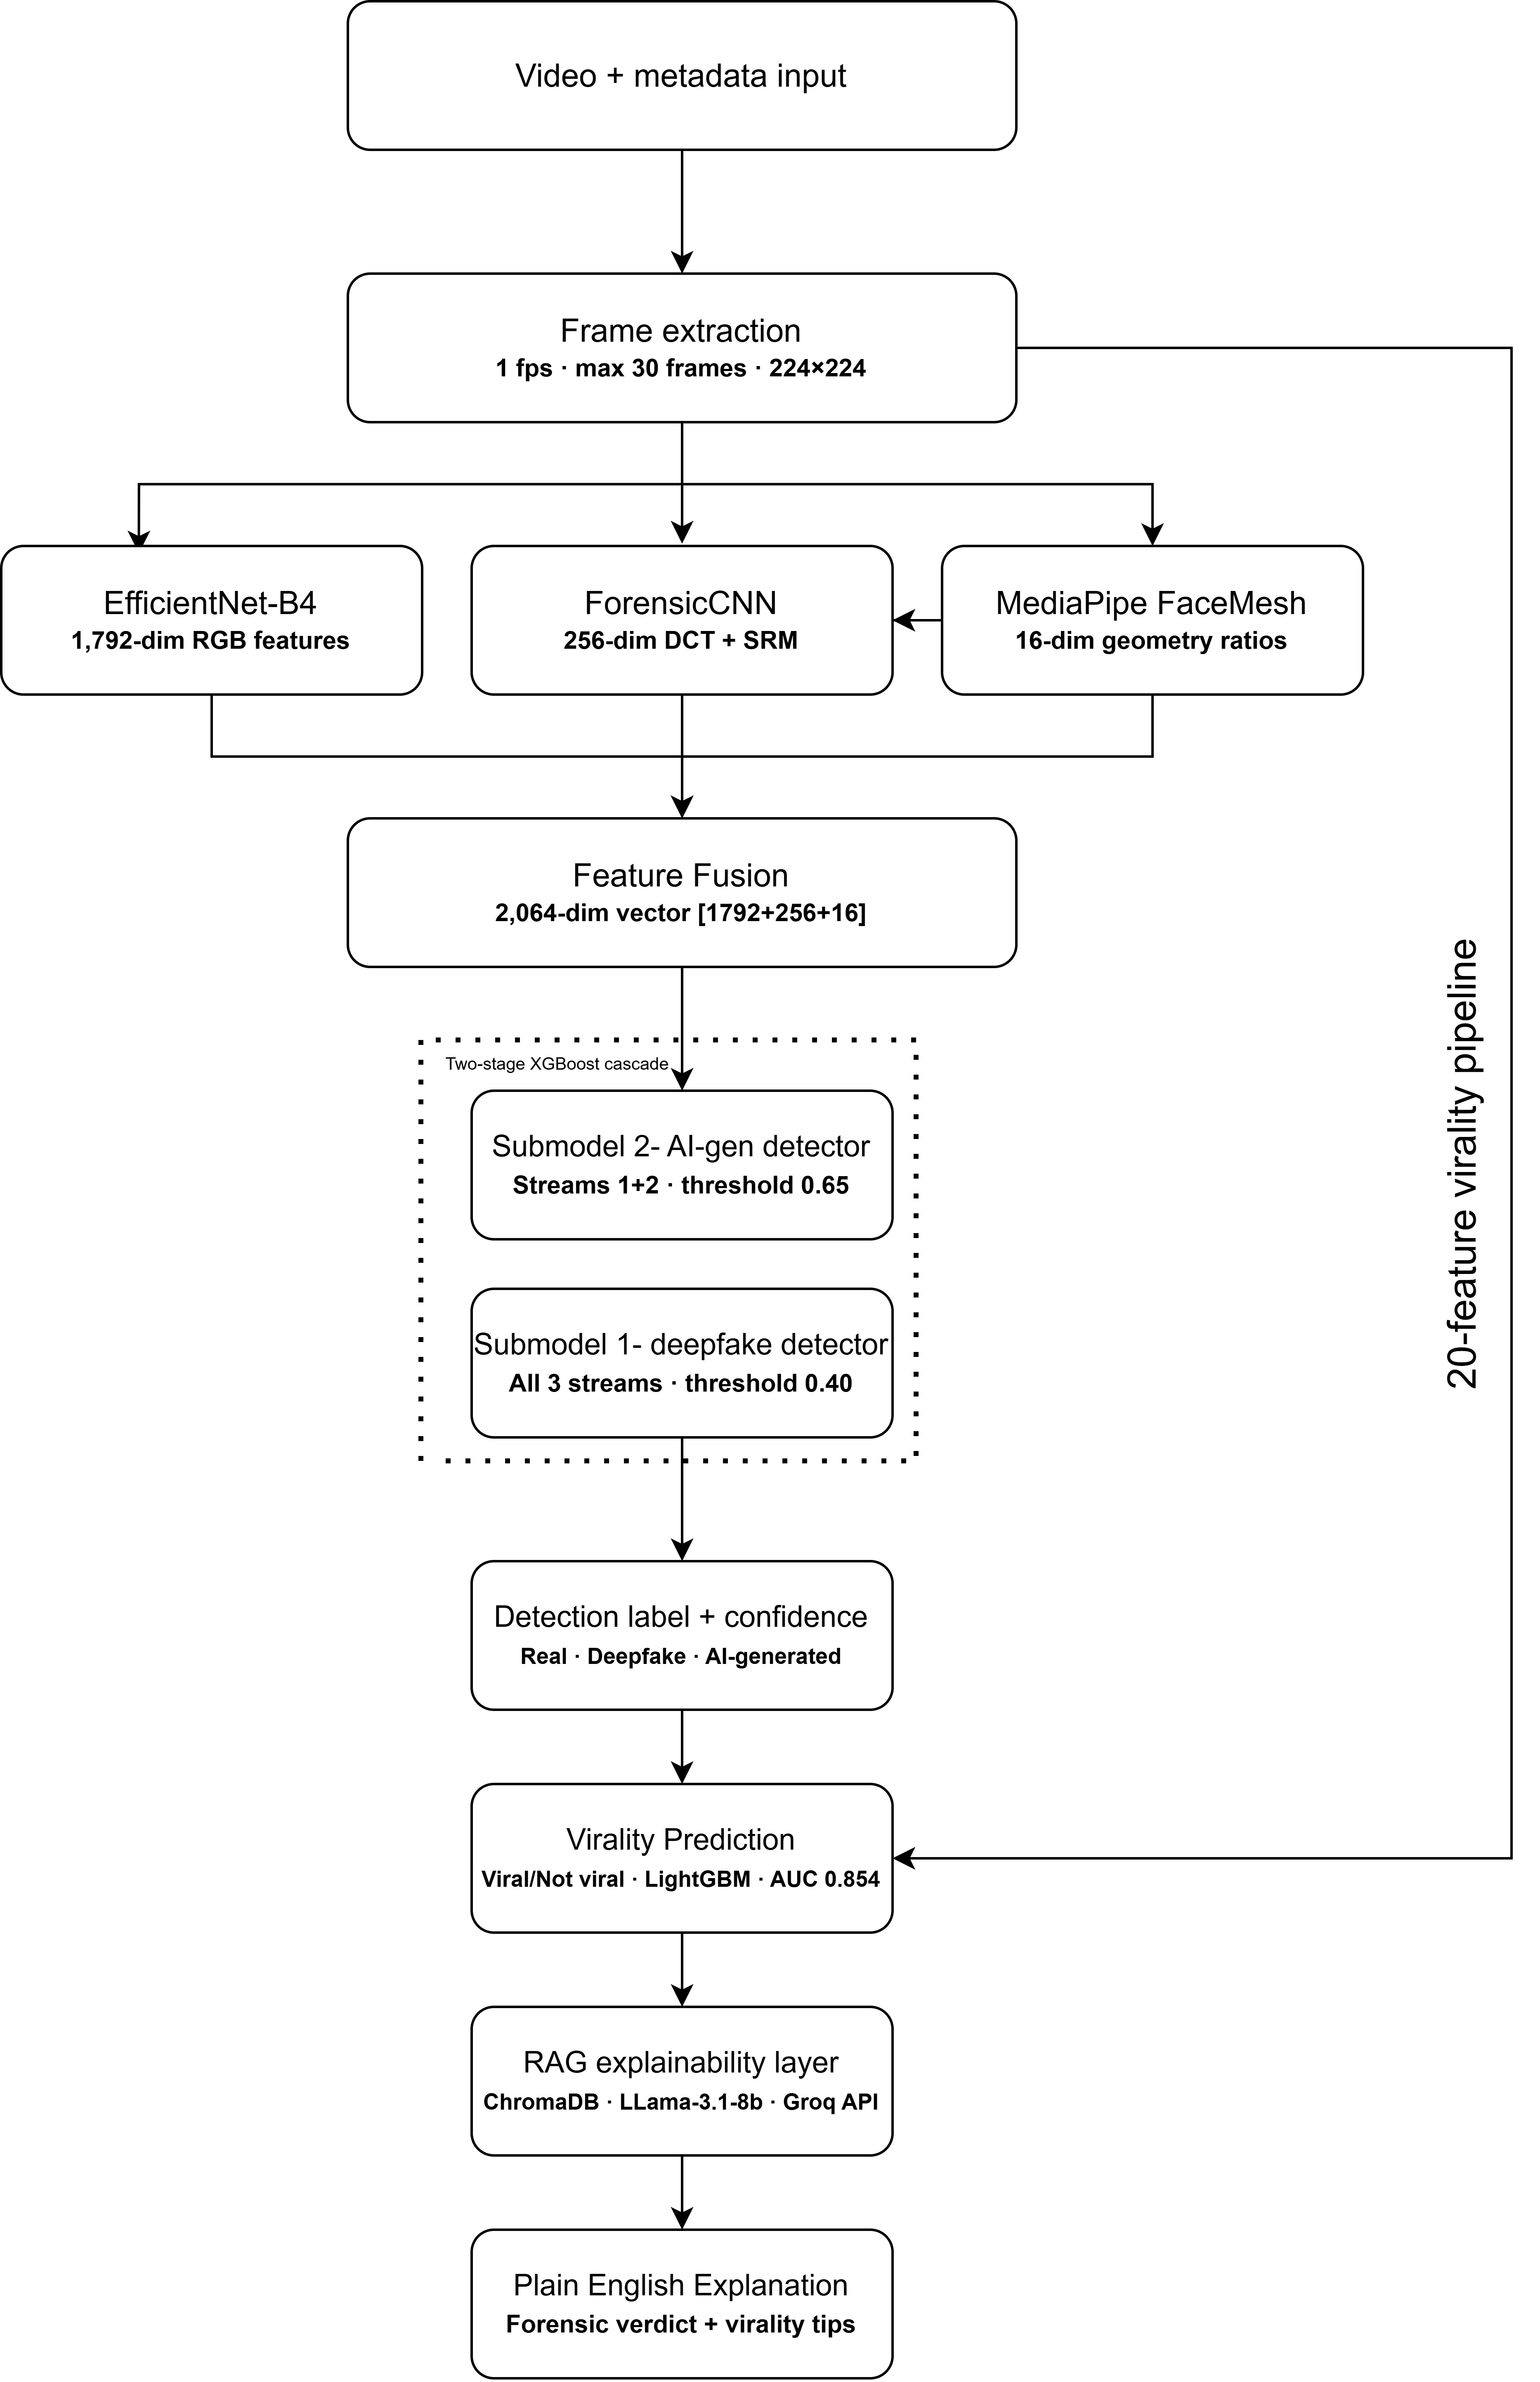 Video + metadata input
Frame extraction
1 fps · max 30 frames · 224×224
EfficientNet-B4
1,792-dim RGB features
ForensicCNN
256-dim DCT + SRM
MediaPipe FaceMesh
16-dim geometry ratios
Feature Fusion
2,064-dim vector [1792+256+16]
Two-stage XGBoost cascade
Submodel 2- AI-gen detector
Streams 1+2 · threshold 0.65
Submodel 1- deepfake detector
All 3 streams · threshold 0.40
20-feature virality pipeline
Detection label + confidence
Real · Deepfake · AI-generated
Virality Prediction
Viral/Not viral · LightGBM · AUC 0.854
RAG explainability layer
ChromaDB · LLama-3.1-8b · Groq API
Plain English Explanation
Forensic verdict + virality tips